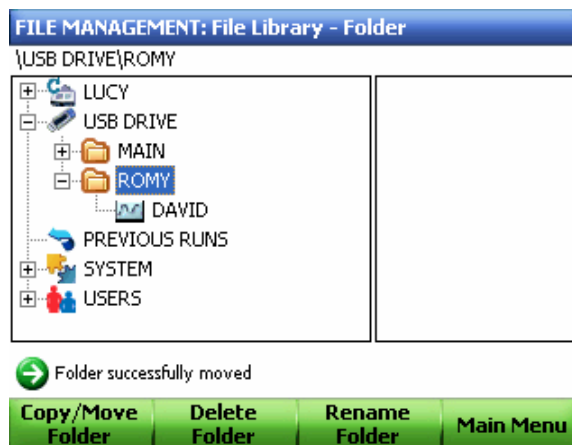 FILE MANAGEMENT: File Library - Folder
\USB DRIVE\ROMY
LUCY
USB DRIVE
MAIN
ROMY
DAVID
PREVIOUS RUNS
SYSTEM
USERS
Folder successfully moved
Copy/Move Folder
Delete Folder
Rename Folder
Main Menu